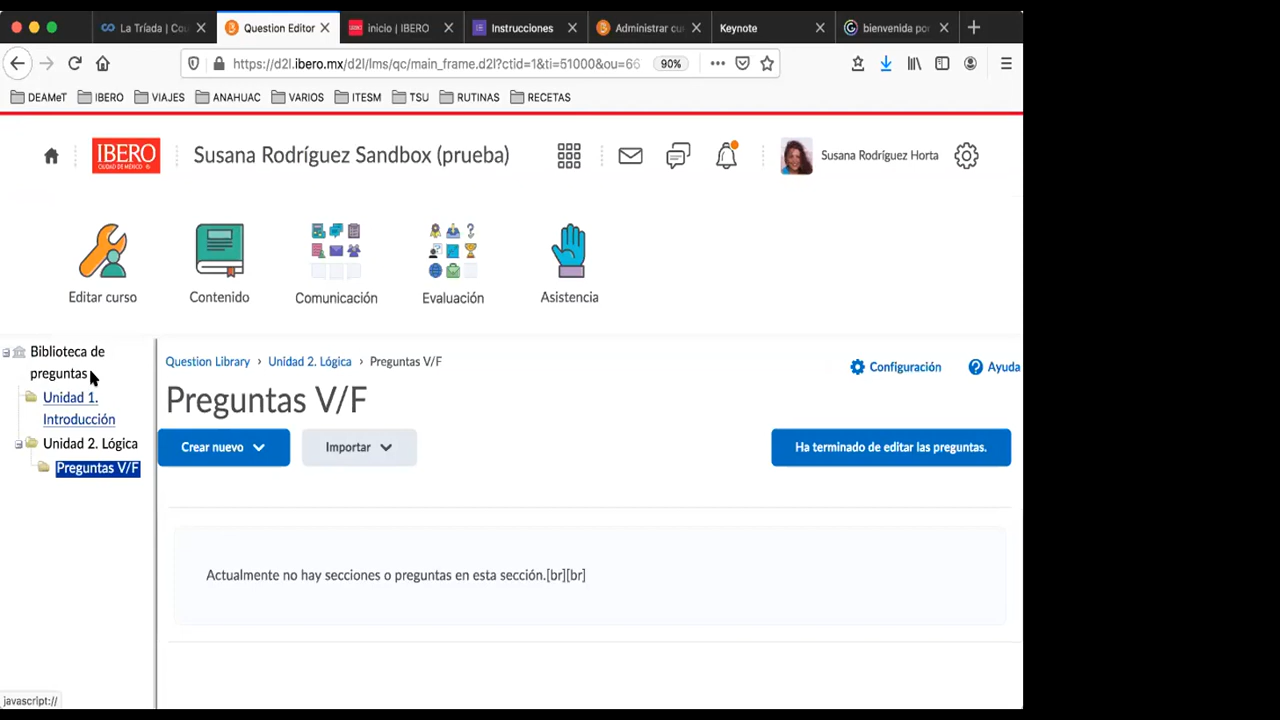 La Tríada | Cou
Question Editor
inicio | IBERO
Instrucciones
Administrar cu
Keynote
bienvenida po
https://d2l.ibero.mx/d2l/lms/qc/main_frame.d2l?ctid=1&ti=51000&ou=66
90%
DEAMeT
IBERO
VIAJES
ANAHUAC
VARIOS
ITESM
TSU
RUTINAS
RECETAS
IBERO
CIUDAD DE MÉXICO
Susana Rodríguez Sandbox (prueba)
Susana Rodríguez Horta
Editar curso
Contenido
Comunicación
Evaluación
Asistencia
Biblioteca de
preguntas
Unidad 1.
Introducción
Unidad 2. Lógica
Preguntas V/F
Question Library › Unidad 2. Lógica › Preguntas V/F
Configuración
Ayuda
Preguntas V/F
Crear nuevo
Importar
Ha terminado de editar las preguntas.
Actualmente no hay secciones o preguntas en esta sección.[br][br]
javascript://